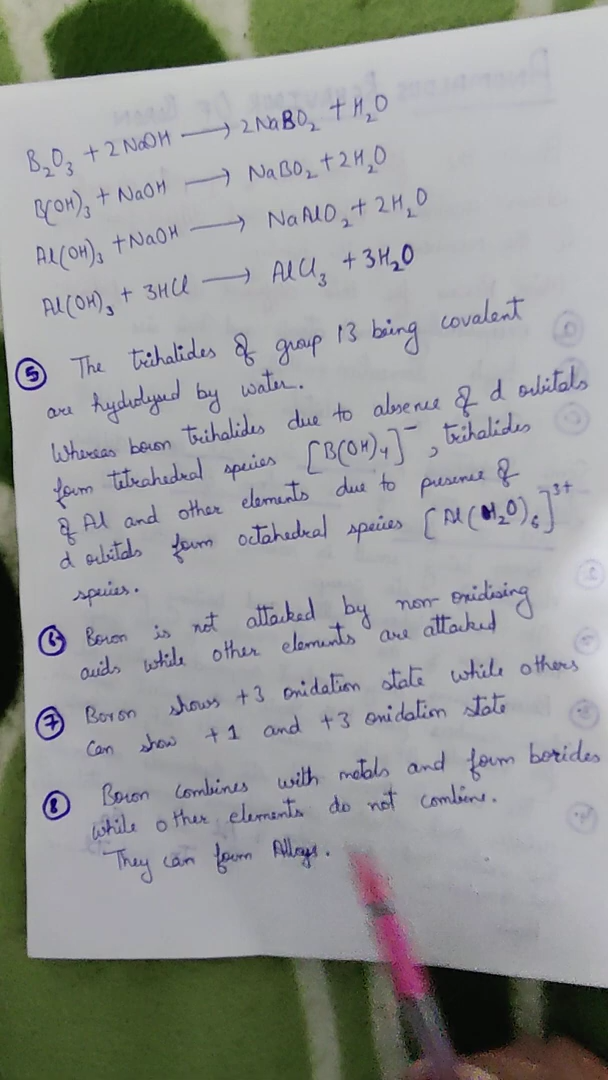 B₂O₃ + 2NaOH → 2NaBO₂ + H₂O
B(OH)₃ + NaOH → NaBO₂ + 2H₂O
Al(OH)₃ + NaOH → NaAlO₂ + 2H₂O
Al(OH)₃ + 3HCl → AlCl₃ + 3H₂O
⑤ The trihalides of group 13 being covalent
are hydrolysed by water.
Whereas boron trihalides due to absence of d orbitals
form tetrahedral species [B(OH)₄]⁻, trihalides
of Al and other elements due to presence of
d orbitals form octahedral species [Al(H₂O)₆]³⁺
species.
⑥ Boron is not attacked by non-oxidising
acids while other elements are attacked
⑦ Boron shows +3 oxidation state while others
can show +1 and +3 oxidation state
⑧ Boron combines with metals and form borides
while other elements do not combine.
They can form Alloys.